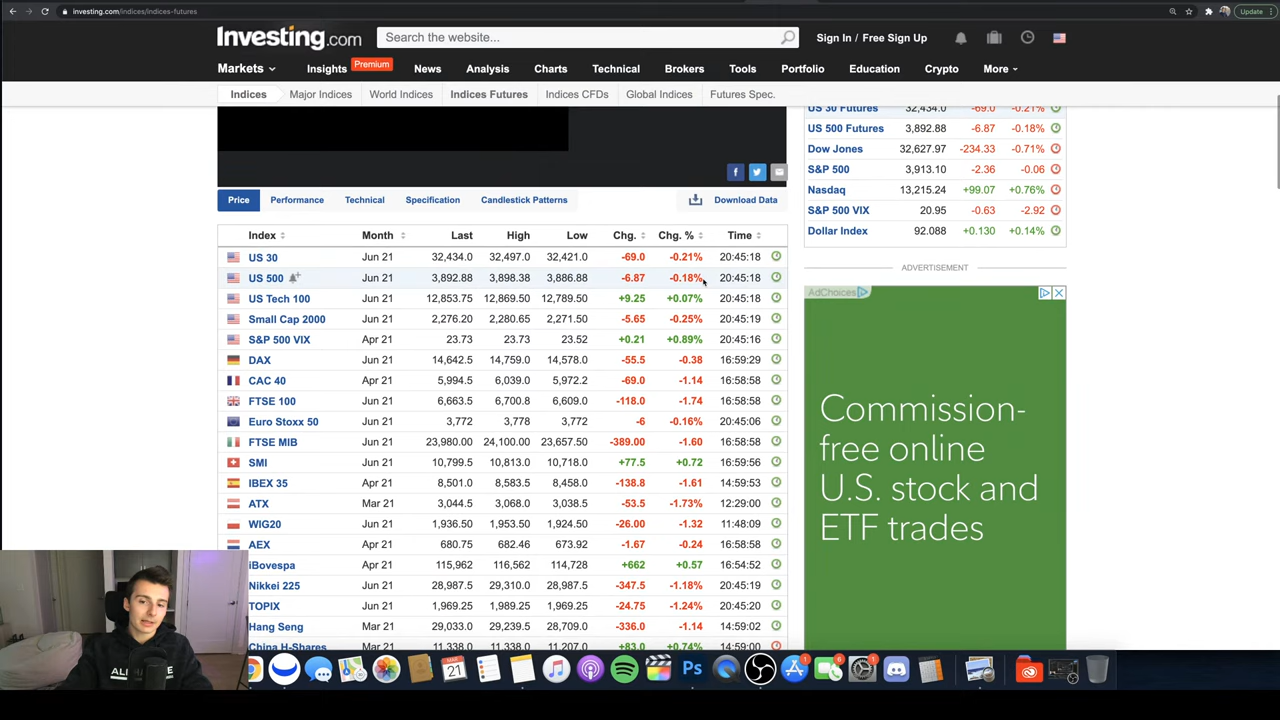 investing.com/indices/indices-futures
Update
Investing.com
Search the website...
Sign In / Free Sign Up
Markets Insights Premium News Analysis Charts Technical Brokers Tools Portfolio Education Crypto More
Indices Major Indices World Indices Indices Futures Indices CFDs Global Indices Futures Spec.
US 30 Futures 32,434.0 -69.0 -0.21%
US 500 Futures 3,892.88 -6.87 -0.18%
Dow Jones 32,627.97 -234.33 -0.71%
S&P 500 3,913.10 -2.36 -0.06
Nasdaq 13,215.24 +99.07 +0.76%
S&P 500 VIX 20.95 -0.63 -2.92
Dollar Index 92.088 +0.130 +0.14%
Price Performance Technical Specification Candlestick Patterns Download Data
Index Month Last High Low Chg. Chg. % Time
US 30 Jun 21 32,434.0 32,497.0 32,421.0 -69.0 -0.21% 20:45:18
US 500 Jun 21 3,892.88 3,898.38 3,886.88 -6.87 -0.18% 20:45:18
US Tech 100 Jun 21 12,853.75 12,869.50 12,789.50 +9.25 +0.07% 20:45:18
Small Cap 2000 Jun 21 2,276.20 2,280.65 2,271.50 -5.65 -0.25% 20:45:19
S&P 500 VIX Apr 21 23.73 23.73 23.52 +0.21 +0.89% 20:45:16
DAX Jun 21 14,642.5 14,759.0 14,578.0 -55.5 -0.38 16:59:29
CAC 40 Apr 21 5,994.5 6,039.0 5,972.2 -69.0 -1.14 16:58:58
FTSE 100 Jun 21 6,663.5 6,700.8 6,609.0 -118.0 -1.74 16:58:58
Euro Stoxx 50 Jun 21 3,772 3,778 3,772 -6 -0.16% 20:45:06
FTSE MIB Jun 21 23,980.00 24,100.00 23,657.50 -389.00 -1.60 16:58:58
SMI Jun 21 10,799.5 10,813.0 10,718.0 +77.5 +0.72 16:59:56
IBEX 35 Apr 21 8,501.0 8,583.5 8,458.0 -138.8 -1.61 14:59:53
ATX Mar 21 3,044.5 3,068.0 3,038.5 -53.5 -1.73% 12:29:00
WIG20 Jun 21 1,936.50 1,953.50 1,924.50 -26.00 -1.32 11:48:09
AEX Apr 21 680.75 682.46 673.92 -1.67 -0.24 16:58:58
iBovespa Apr 21 115,962 116,562 114,728 +662 +0.57 16:54:52
Nikkei 225 Jun 21 28,987.5 29,310.0 28,987.5 -347.5 -1.18% 20:45:19
TOPIX Jun 21 1,969.25 1,989.25 1,969.25 -24.75 -1.24% 20:45:20
Hang Seng Mar 21 29,033.0 29,239.5 28,709.0 -336.0 -1.14 14:59:02
China H-Shares Mar 21 11,338.0 11,338.0 11,207.0 +83.0 +0.74% 14:59:00
ADVERTISEMENT
AdChoices
Commission-
free online
U.S. stock and
ETF trades
MAR
21
Ps